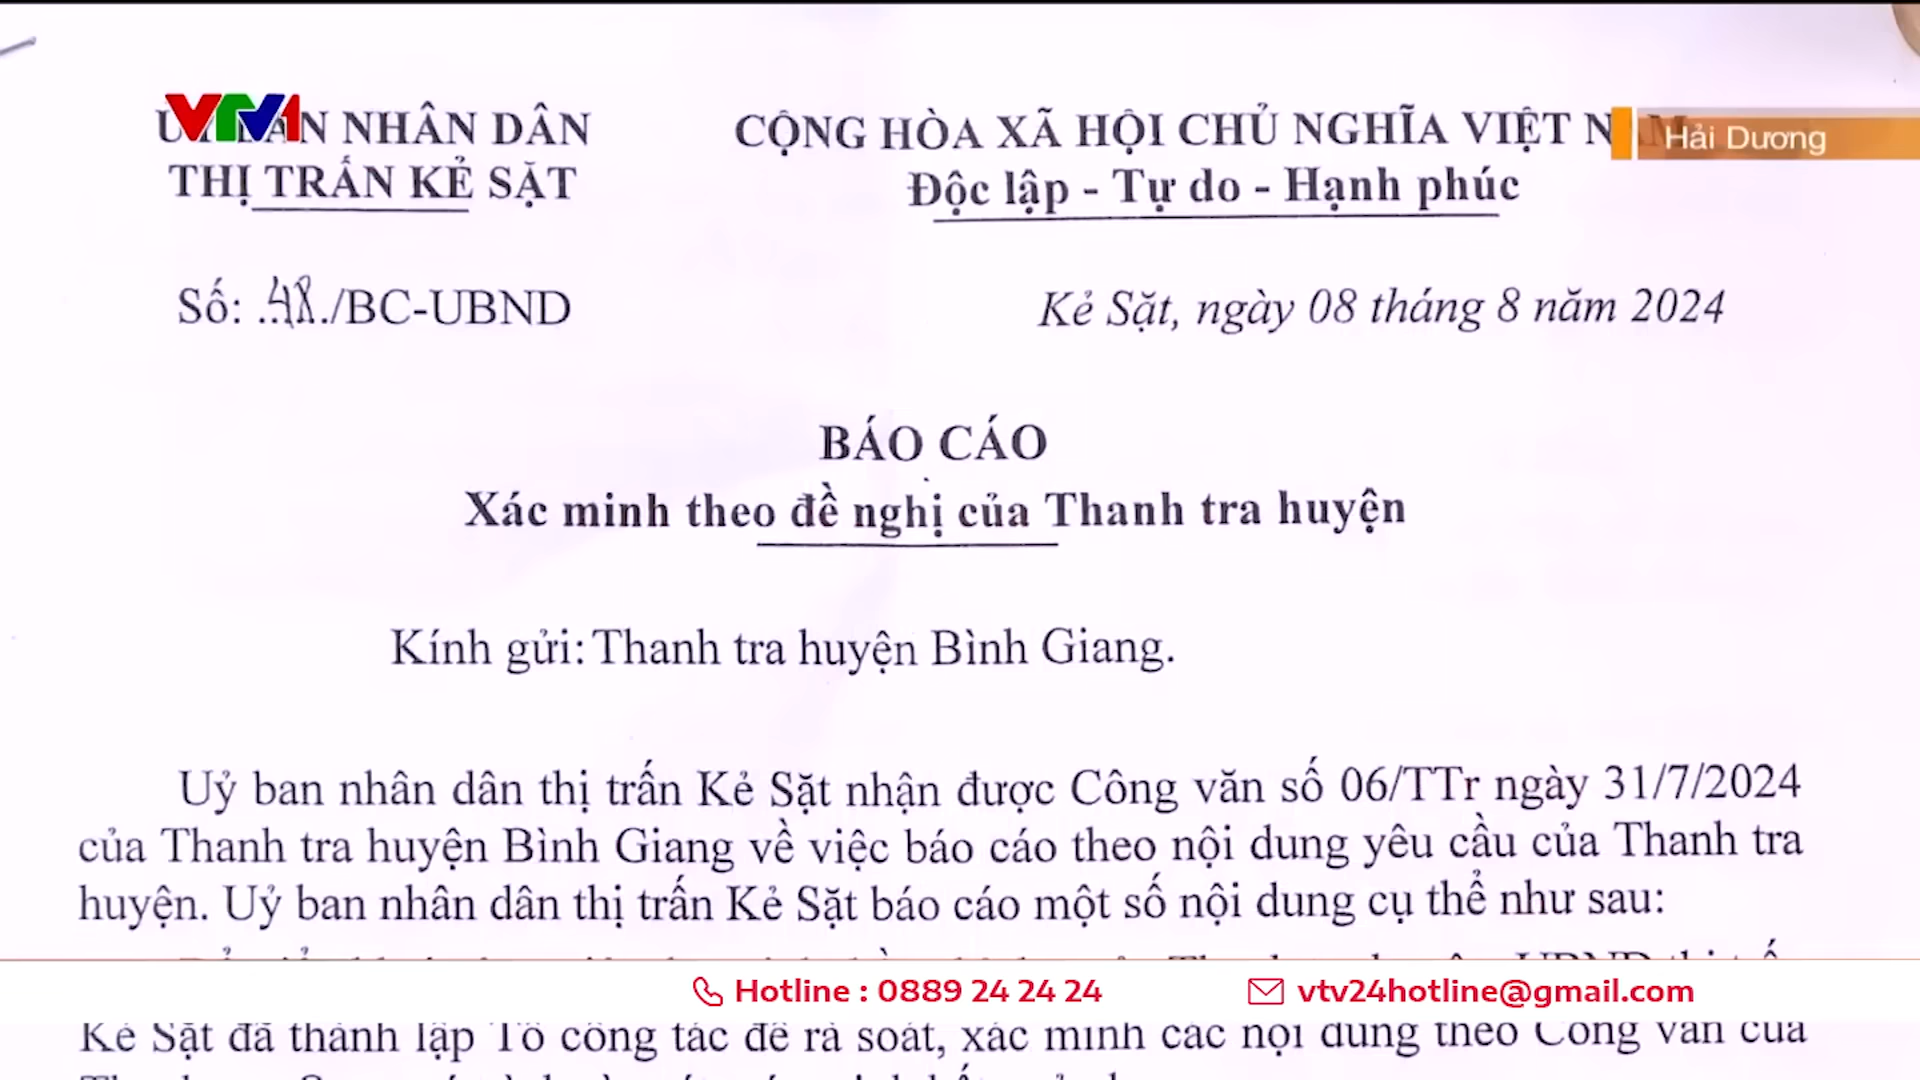 VTV1
Hải Dương
NHÂN DÂN
THỊ TRẤN KẺ SẶT
CỘNG HÒA XÃ HỘI CHỦ NGHĨA VIỆT
Độc lập - Tự do - Hạnh phúc
Số: ..48./BC-UBND
Kẻ Sặt, ngày 08 tháng 8 năm 2024
BÁO CÁO
Xác minh theo đề nghị của Thanh tra huyện
Kính gửi: Thanh tra huyện Bình Giang.
Uỷ ban nhân dân thị trấn Kẻ Sặt nhận được Công văn số 06/TTr ngày 31/7/2024
của Thanh tra huyện Bình Giang về việc báo cáo theo nội dung yêu cầu của Thanh tra
huyện. Uỷ ban nhân dân thị trấn Kẻ Sặt báo cáo một số nội dung cụ thể như sau:
Hotline : 0889 24 24 24
vtv24hotline@gmail.com
Kẻ Sặt đã thành lập Tổ công tác để rà soát, xác minh các nội dung theo Công văn của